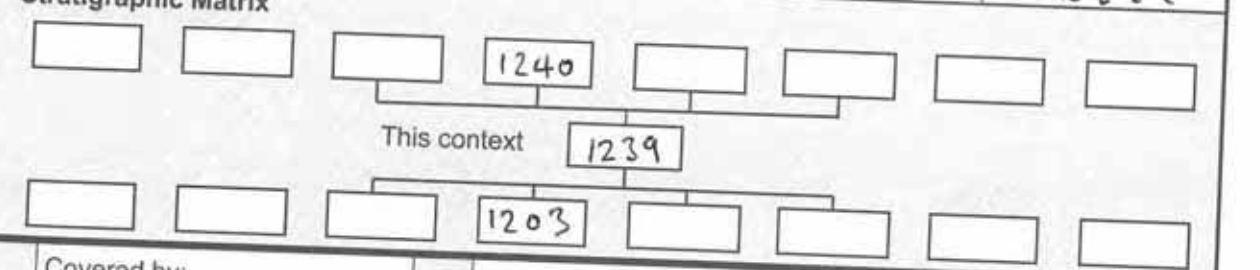 Stratigraphic Matrix
1240
This context 1239
1203
Covered by: